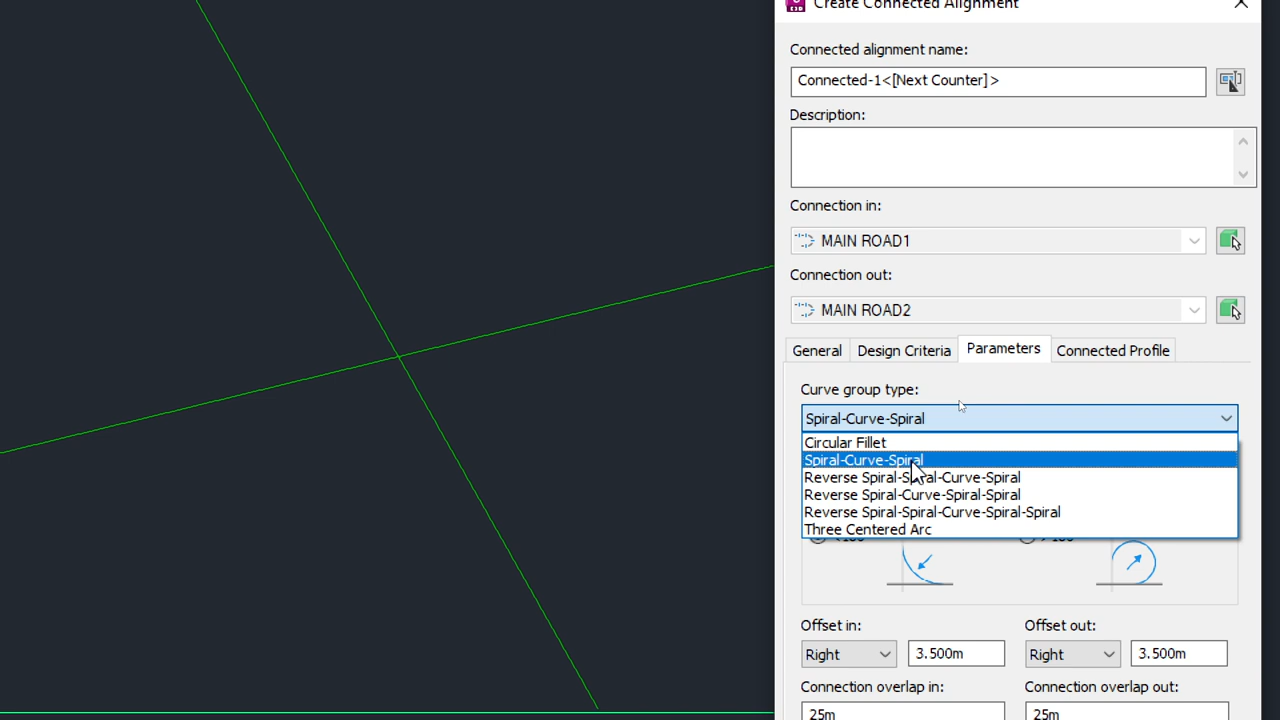 C3D
Create Connected Alignment
Connected alignment name:
Connected-1<[Next Counter]>
Description:
Connection in:
MAIN ROAD1
Connection out:
MAIN ROAD2
General Design Criteria Parameters Connected Profile
Curve group type:
Spiral-Curve-Spiral
Circular Fillet
Spiral-Curve-Spiral
Reverse Spiral-Spiral-Curve-Spiral
Reverse Spiral-Curve-Spiral-Spiral
Reverse Spiral-Spiral-Curve-Spiral-Spiral
Three Centered Arc
Offset in: Offset out:
Right 3.500m Right 3.500m
Connection overlap in: Connection overlap out:
25m 25m